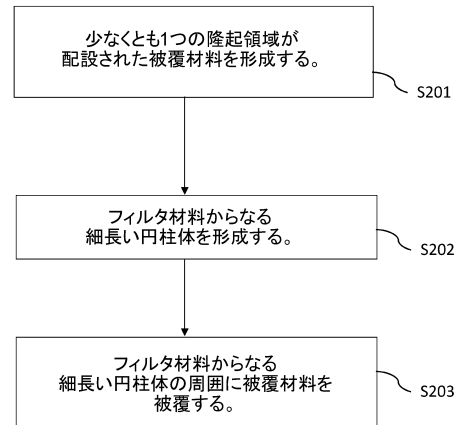 少なくとも1つの隆起領域が
配設された被覆材料を形成する。
S201
フィルタ材料からなる
細長い円柱体を形成する。
S202
フィルタ材料からなる
細長い円柱体の周囲に被覆材料を
被覆する。
S203